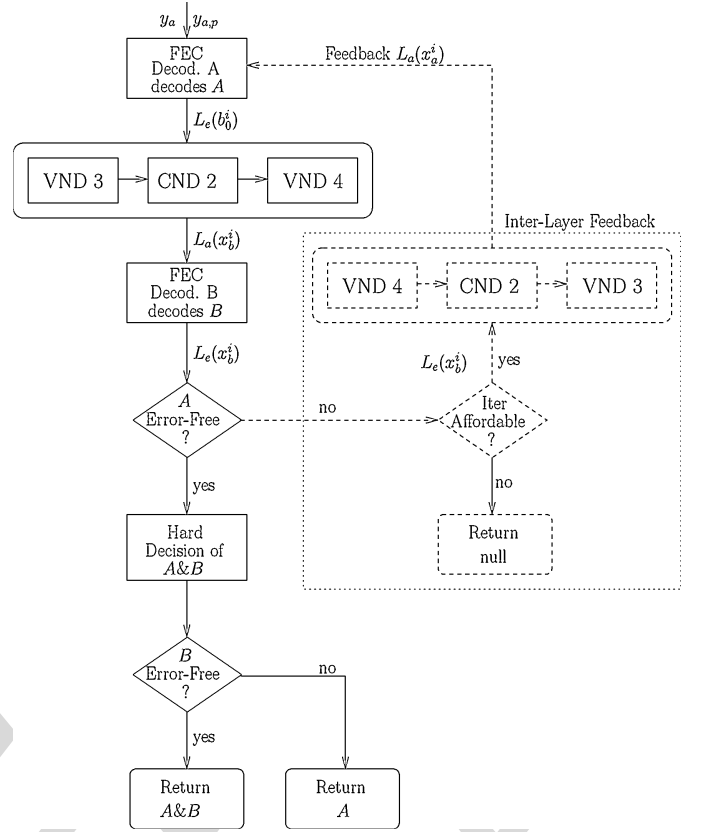 y_a y_{a,p}
FEC
Decod. A
decodes A
Feedback L_a(x_a^i)
L_e(b_0^i)
VND 3
CND 2
VND 4
L_a(x_b^i)
Inter-Layer Feedback
FEC
Decod. B
decodes B
VND 4
CND 2
VND 3
L_e(x_b^i)
L_e(x_b^i)
yes
A
Error-Free
?
no
Iter
Affordable
?
yes
no
Hard
Decision of
A&B
Return
null
B
Error-Free
?
no
yes
Return
A&B
Return
A